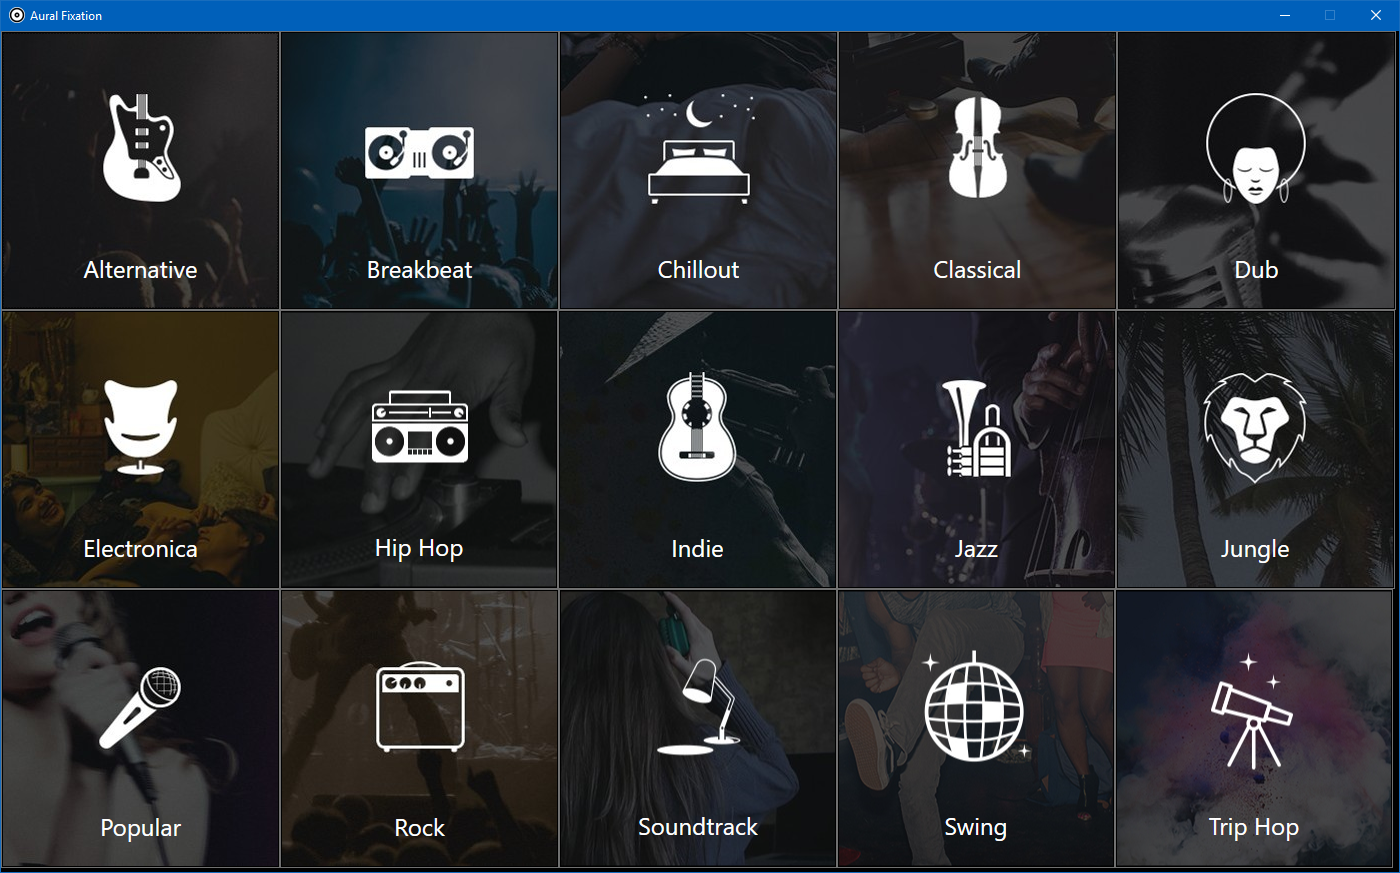 Aural Fixation
Alternative
Breakbeat
Chillout
Classical
Dub
Electronica
Hip Hop
Indie
Jazz
Jungle
Popular
Rock
Soundtrack
Swing
Trip Hop